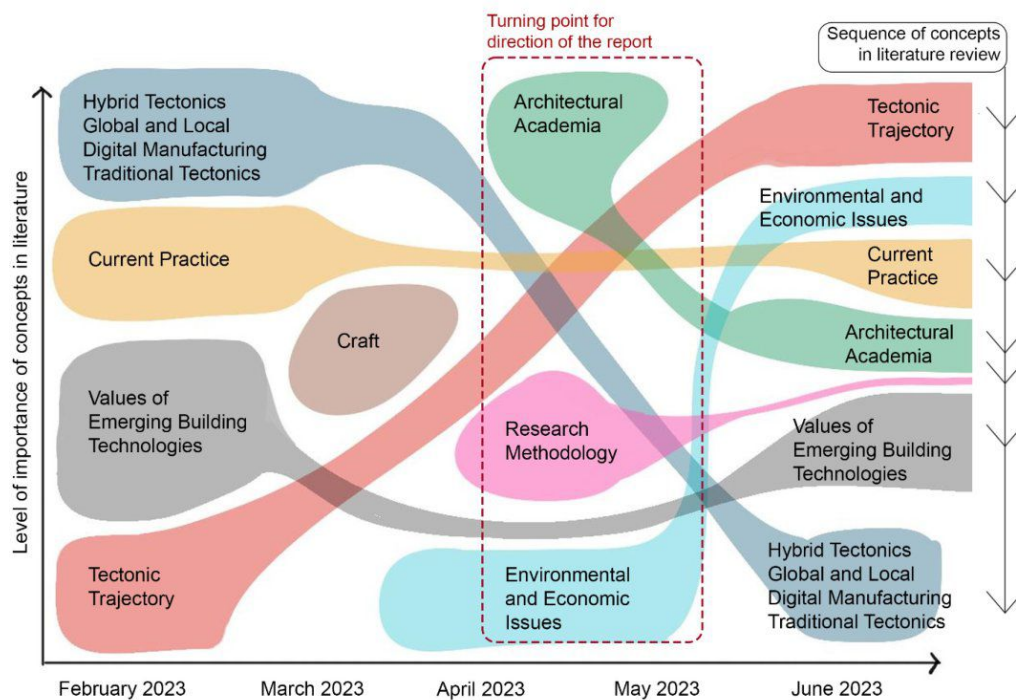 Turning point for
direction of the report
Sequence of concepts
in literature review
Level of importance of concepts in literature
Hybrid Tectonics
Global and Local
Digital Manufacturing
Traditional Tectonics
Current Practice
Craft
Values of
Emerging Building
Technologies
Tectonic
Trajectory
Architectural
Academia
Research
Methodology
Environmental
and Economic
Issues
Tectonic
Trajectory
Environmental and
Economic Issues
Current
Practice
Architectural
Academia
Values of
Emerging Building
Technologies
Hybrid Tectonics
Global and Local
Digital Manufacturing
Traditional Tectonics
February 2023
March 2023
April 2023
May 2023
June 2023